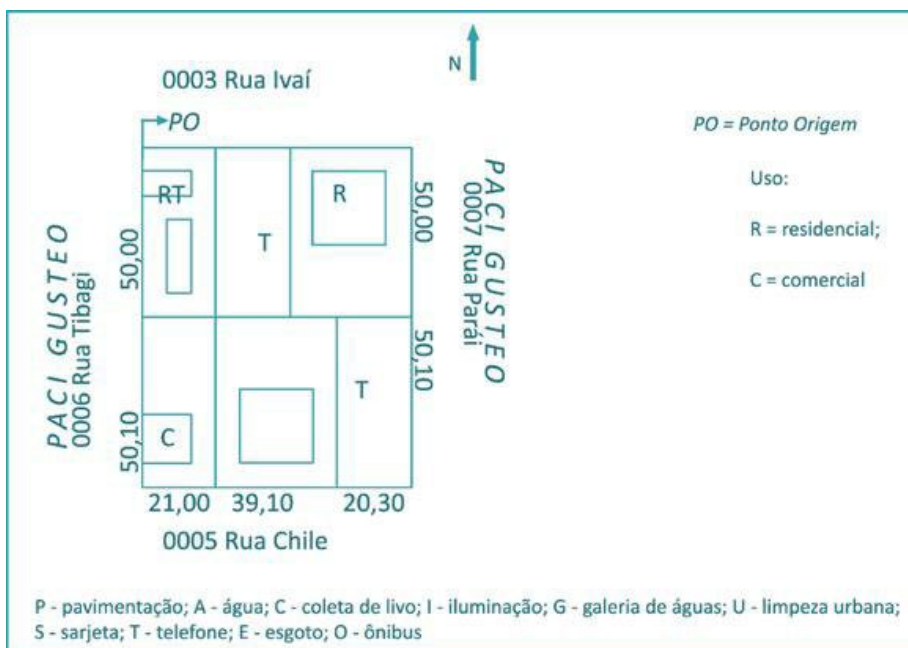 0003 Rua Ivaí
N
PO
PO = Ponto Origem
Uso:
R = residencial;
C = comercial
RT
T
R
50,00
50,00
PACI GUSTEO
0006 Rua Tibagi
PACI GUSTEO
0007 Rua Parái
50,10
50,10
C
T
21,00 39,10 20,30
0005 Rua Chile
P - pavimentação; A - água; C - coleta de livo; I - iluminação; G - galeria de águas; U - limpeza urbana;
S - sarjeta; T - telefone; E - esgoto; O - ônibus